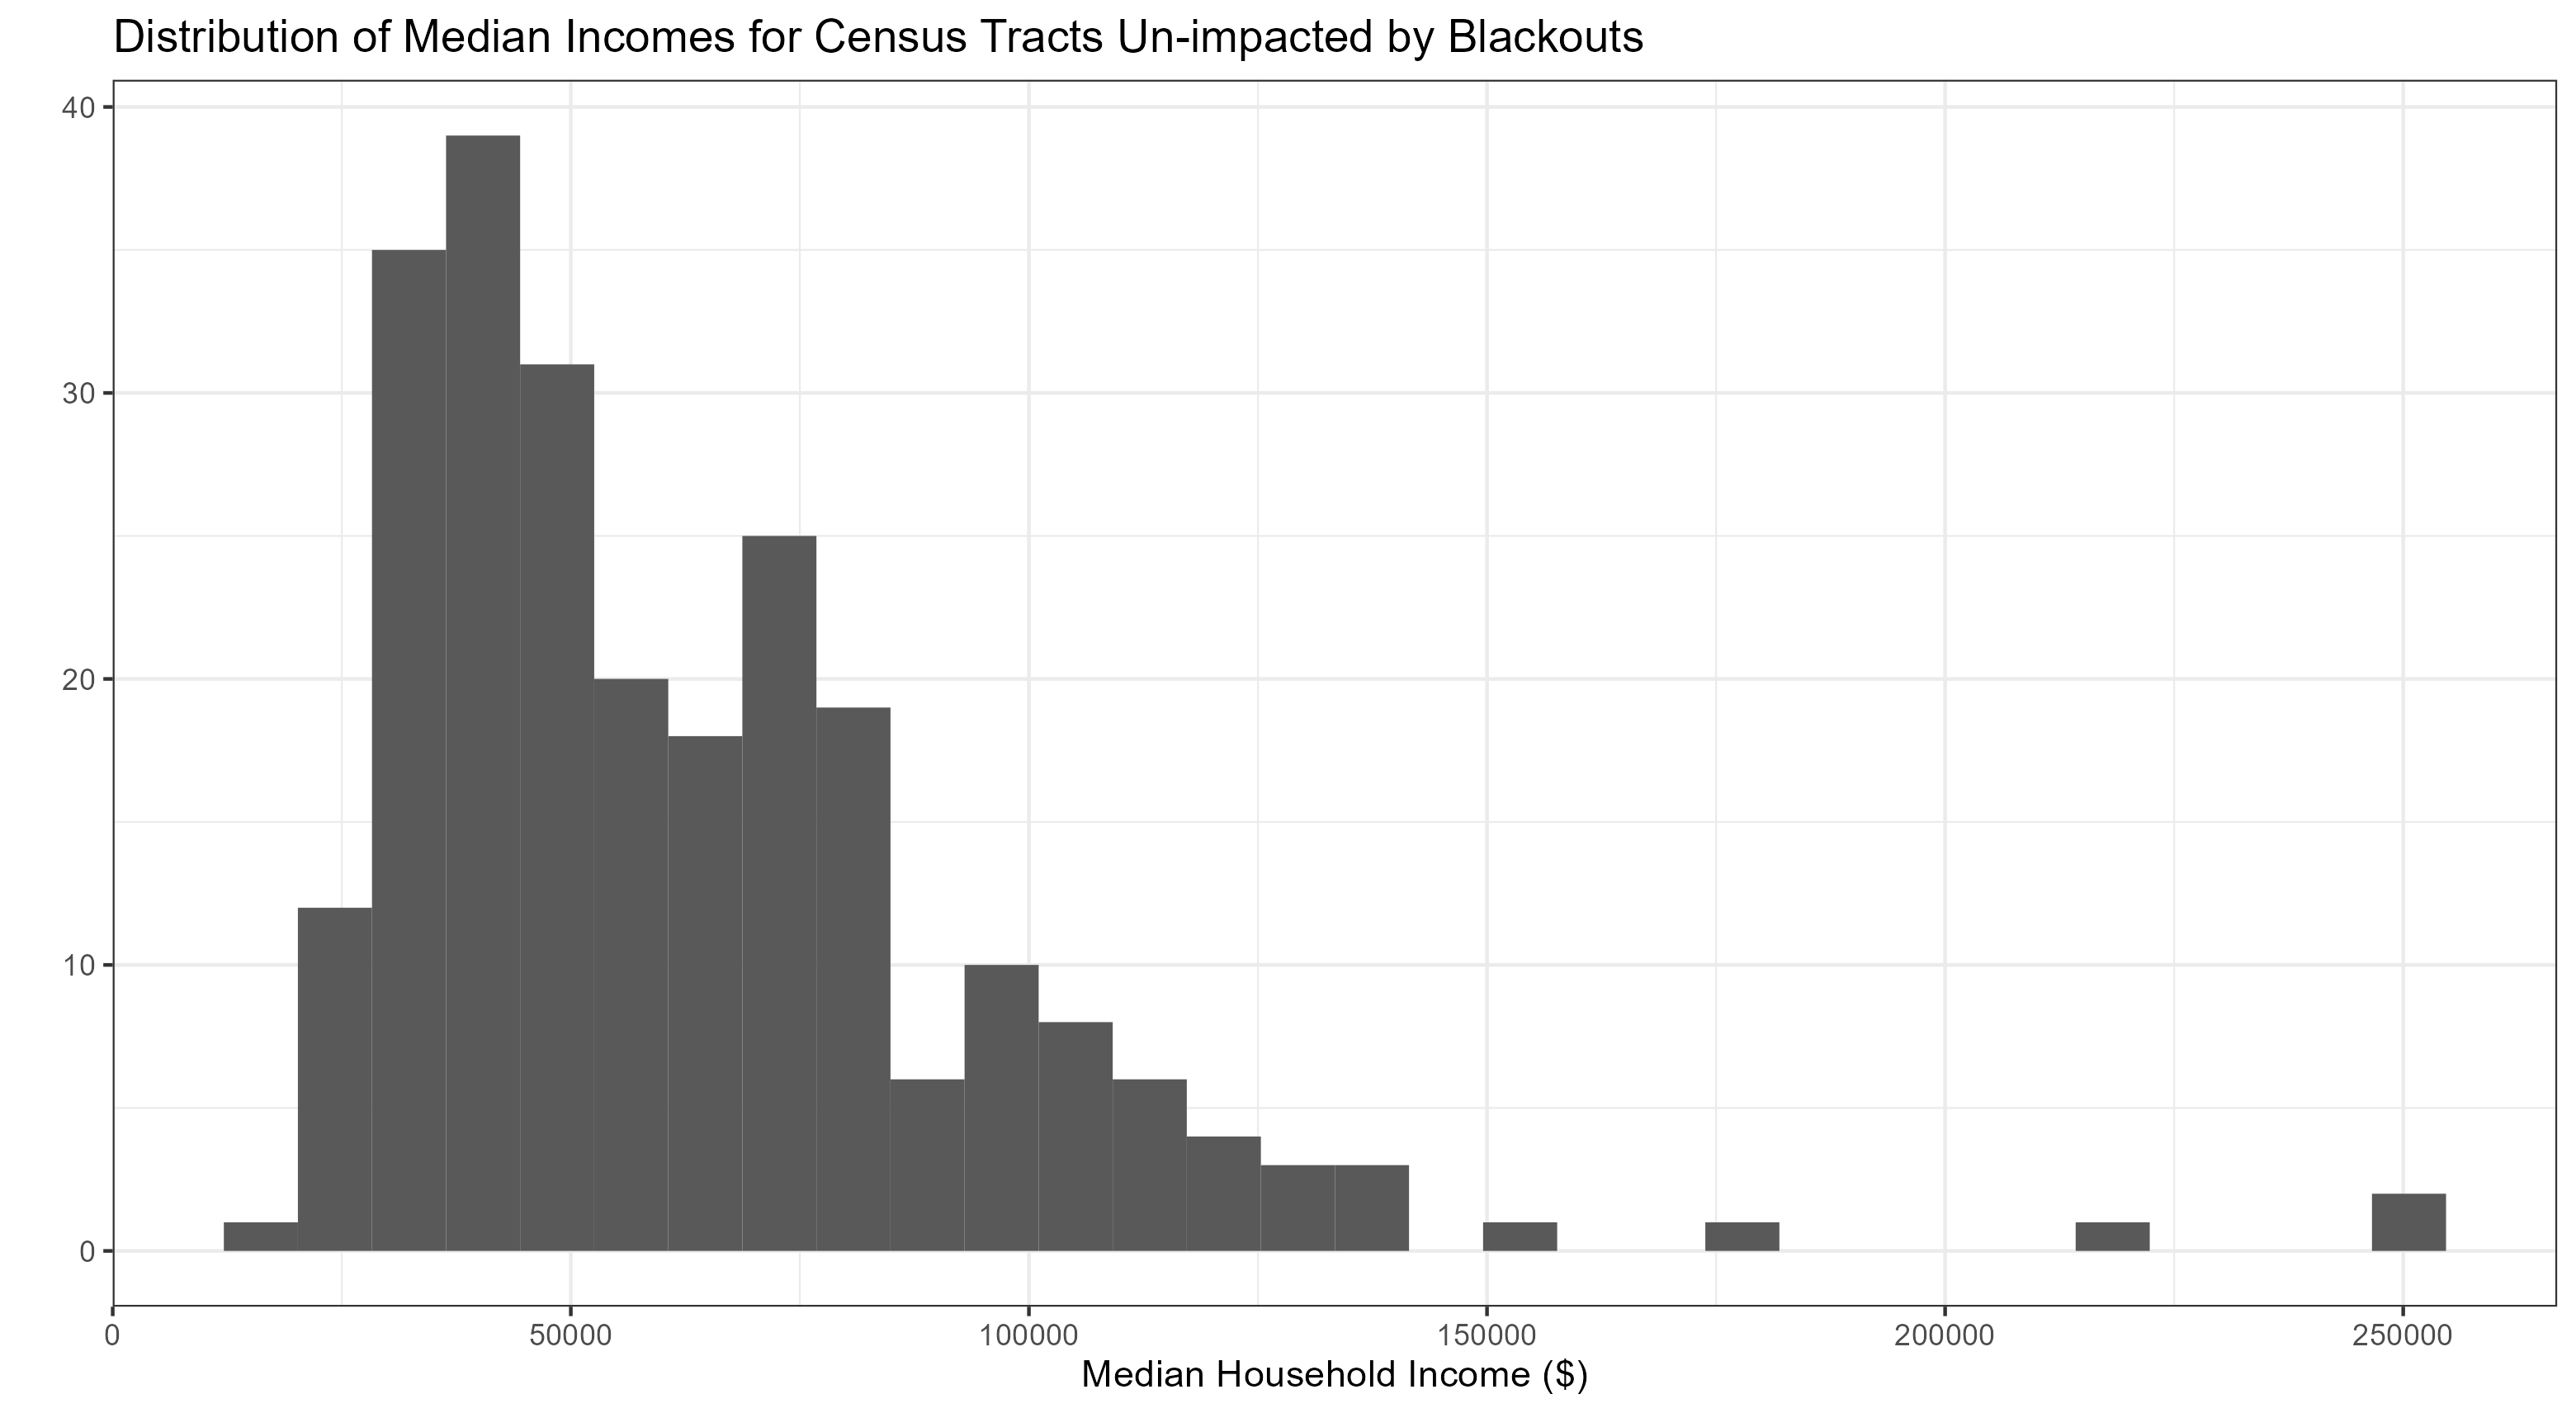 Distribution of Median Incomes for Census Tracts Un-impacted by Blackouts
40
30
20
10
0
0 50000 100000 150000 200000 250000
Median Household Income ($)